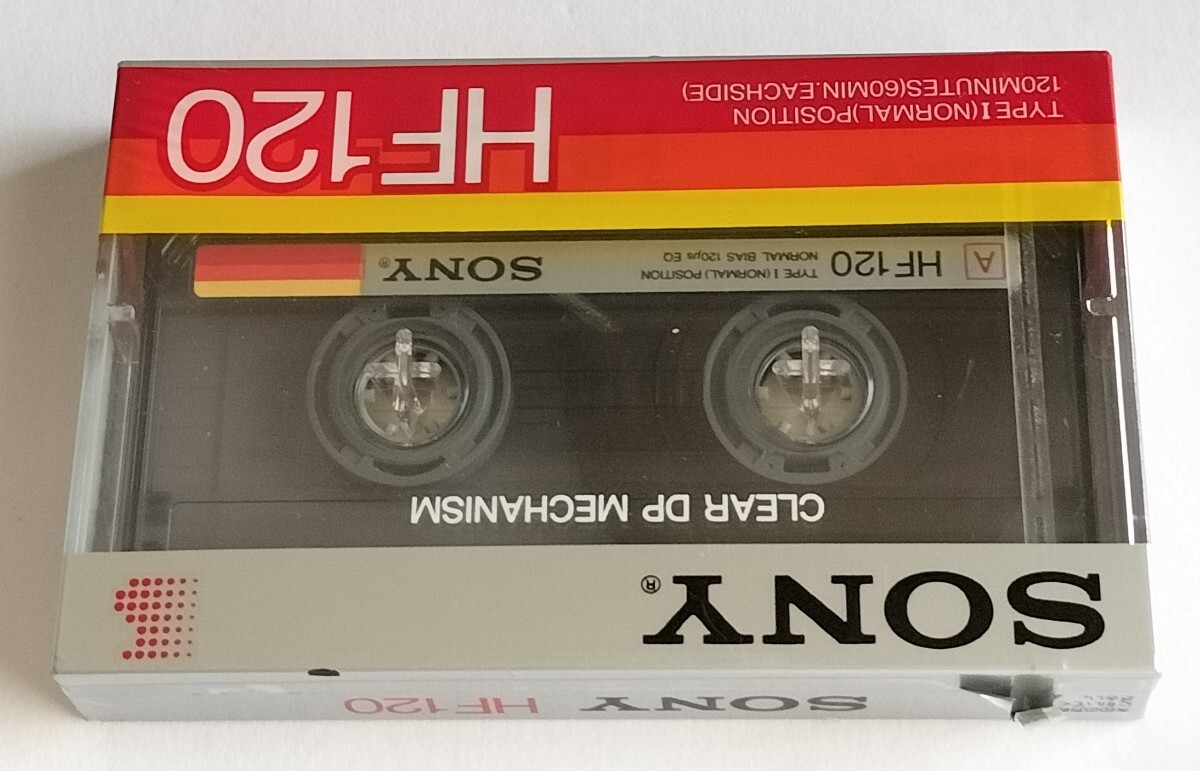 SONY HF120
SONY®
CLEAR DP MECHANISM
A HF120 TYPE I (NORMAL) POSITION SONY®
NORMAL BIAS 120µs EQ
HF120
TYPE I (NORMAL) POSITION
120MINUTES(60MIN.EACHSIDE)